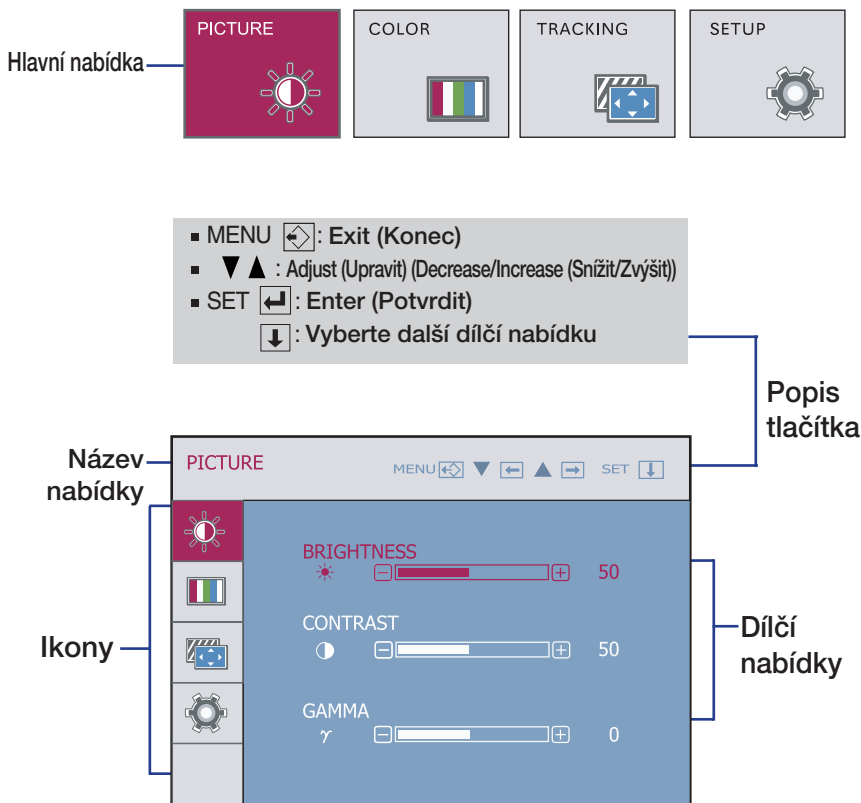 PICTURE COLOR TRACKING SETUP
Hlavní nabídka
MENU : Exit (Konec)
▼ ▲ : Adjust (Upravit) (Decrease/Increase (Snížit/Zvýšit))
SET : Enter (Potvrdit)
: Vyberte další dílčí nabídku
Popis
tlačítka
Název
nabídky
PICTURE MENU ▼ ▲ SET
BRIGHTNESS
50
CONTRAST
50
GAMMA
γ 0
Ikony
Dílčí
nabídky